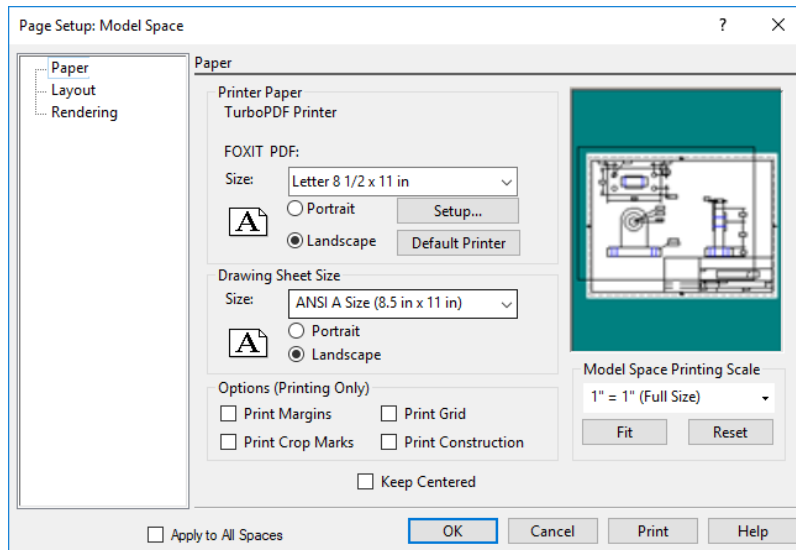 Page Setup: Model Space
? X
Paper
Layout
Rendering
Paper
Printer Paper
TurboPDF Printer
FOXIT PDF:
Size: Letter 8 1/2 x 11 in
A Portrait Setup...
Landscape Default Printer
Drawing Sheet Size
Size: ANSI A Size (8.5 in x 11 in)
A Portrait
Landscape
Options (Printing Only)
Print Margins Print Grid
Print Crop Marks Print Construction
Keep Centered
Model Space Printing Scale
1" = 1" (Full Size)
Fit Reset
Apply to All Spaces
OK Cancel Print Help